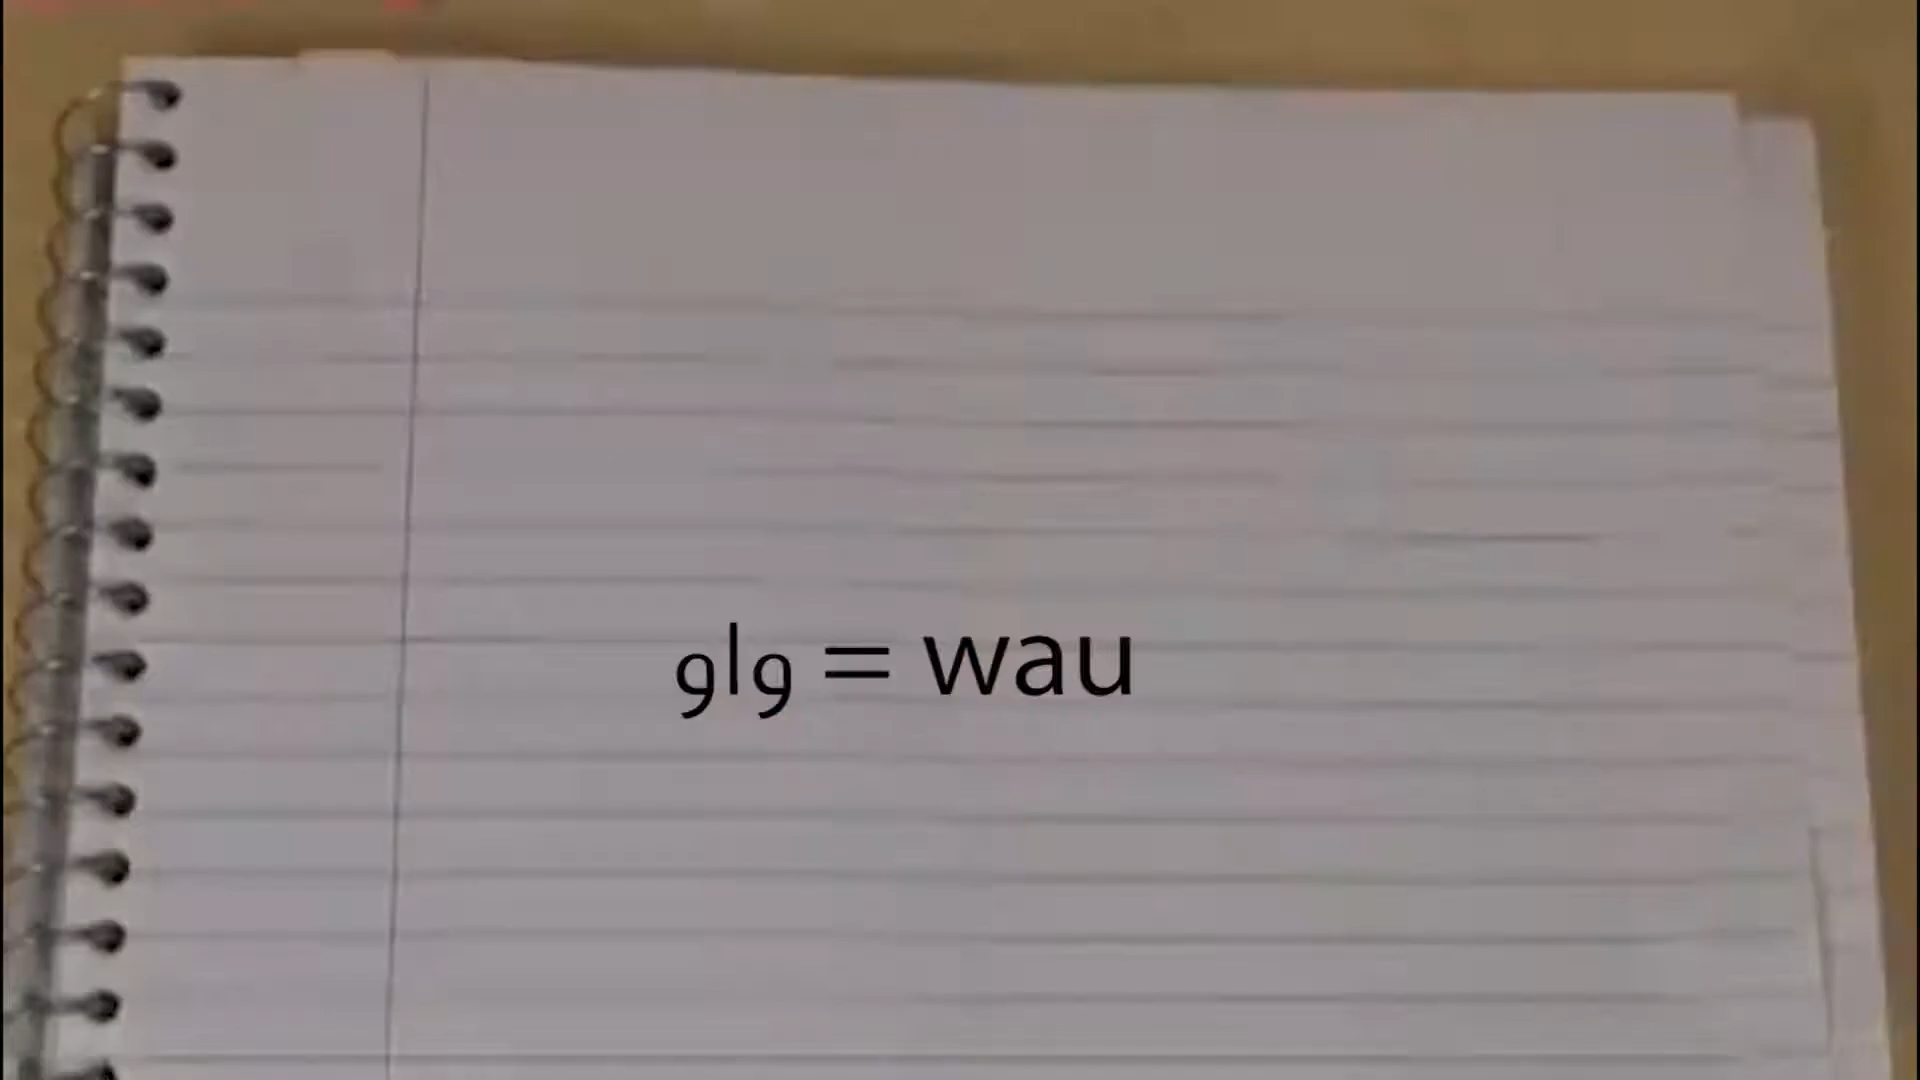 واو = wau